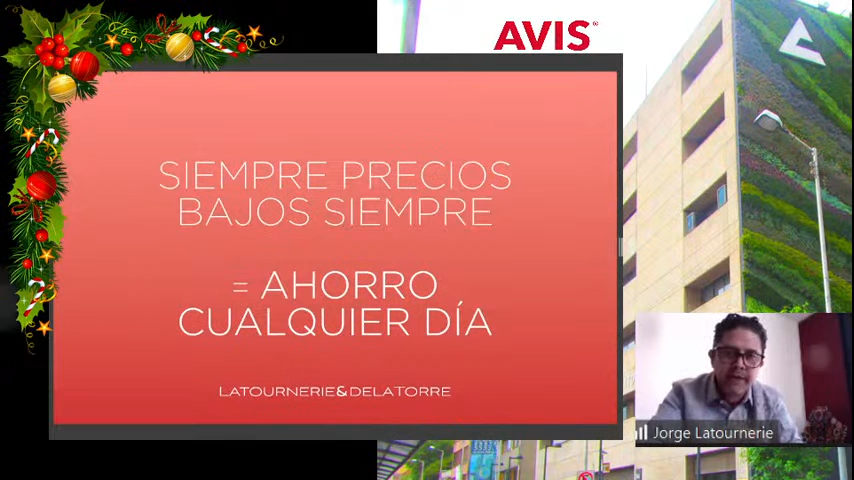 AVIS
SIEMPRE PRECIOS
BAJOS SIEMPRE
= AHORRO
CUALQUIER DÍA
LATOURNERIE&DELATORRE
Jorge Latournerie